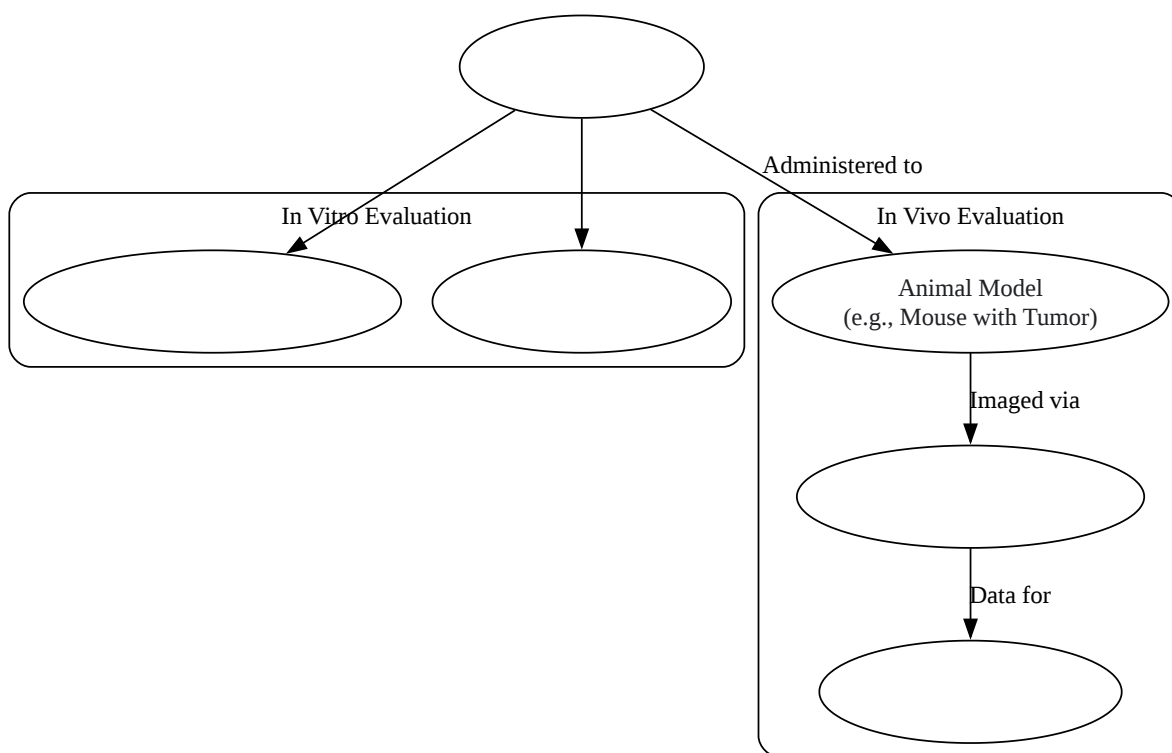 Administered to
In Vitro Evaluation
In Vivo Evaluation
Animal Model
(e.g., Mouse with Tumor)
Imaged via
Data for